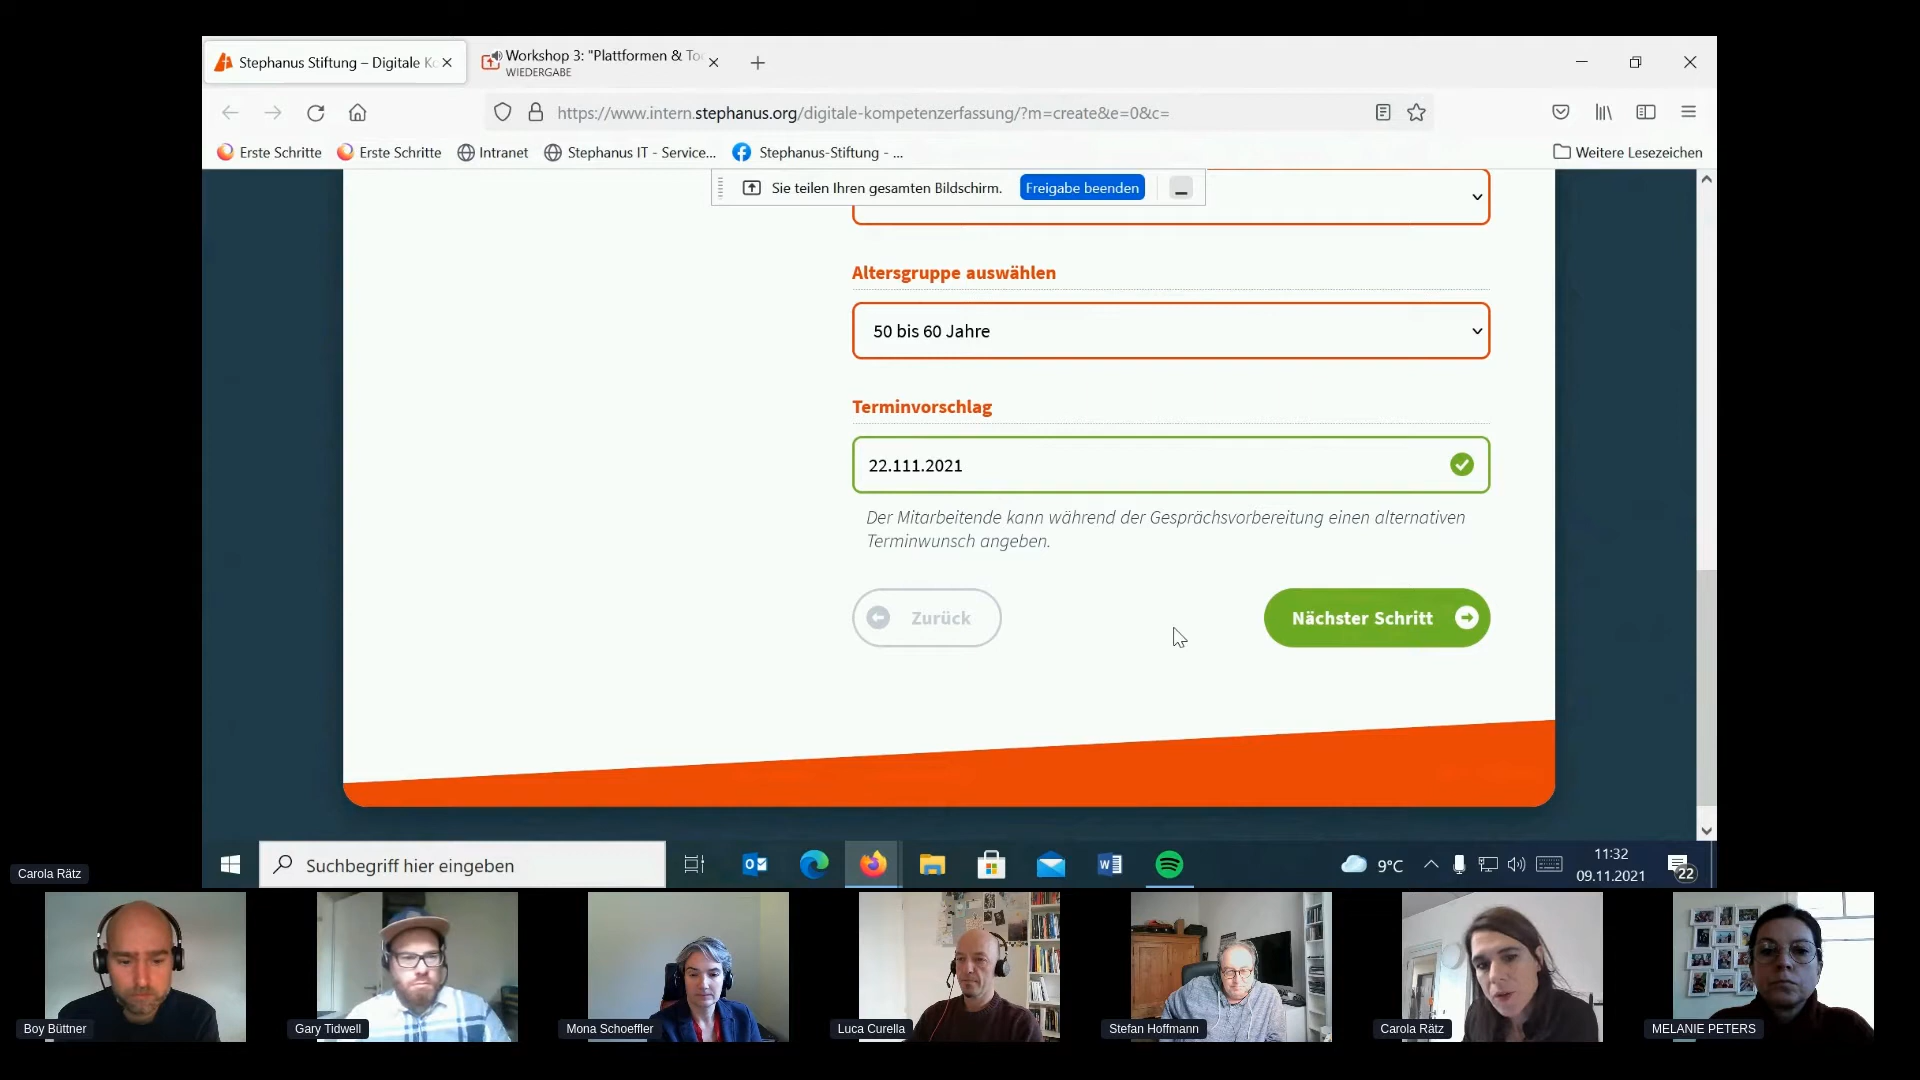 Stephanus Stiftung – Digitale Ko
Workshop 3: "Plattformen & To
WIEDERGABE
https://www.intern.stephanus.org/digitale-kompetenzerfassung/?m=create&e=0&c=
Erste Schritte
Erste Schritte
Intranet
Stephanus IT - Service...
Stephanus-Stiftung - ...
Weitere Lesezeichen
Sie teilen Ihren gesamten Bildschirm.
Freigabe beenden
Altersgruppe auswählen
50 bis 60 Jahre
Terminvorschlag
22.111.2021
Der Mitarbeitende kann während der Gesprächsvorbereitung einen alternativen
Terminwunsch angeben.
Zurück
Nächster Schritt
Suchbegriff hier eingeben
9°C
11:32
09.11.2021
22
Carola Rätz
Boy Büttner
Gary Tidwell
Mona Schoeffler
Luca Curella
Stefan Hoffmann
Carola Rätz
MELANIE PETERS